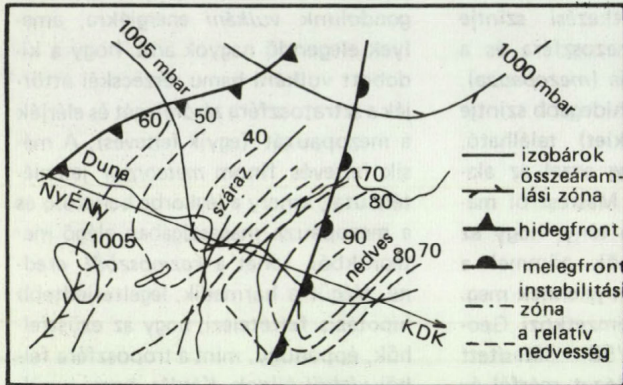 1005 mbar
1000 mbar
60
50
40
Duna
NYÉNY
száraz
70
80
90
nedves
80
70
1005
KDK
izobárok
összeáram-
lási zóna
hidegfront
melegfront
instabilitási
zóna
a relatív
nedvesség